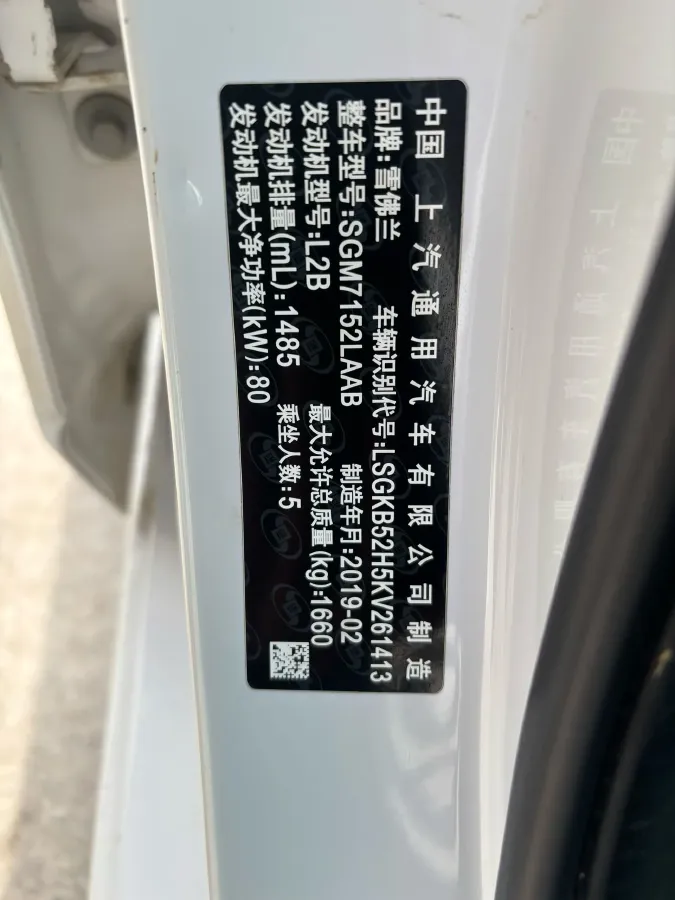 中国 上汽通用汽车有限公司制造
品牌:雪佛兰 车辆识别代号:LSGKB52H5KV261413
整车型号:SGM7152LAAB 制造年月:2019-02
发动机型号:L2B 最大允许总质量(kg):1660
发动机排量(mL):1485 乘坐人数:5
发动机最大净功率(kW):80